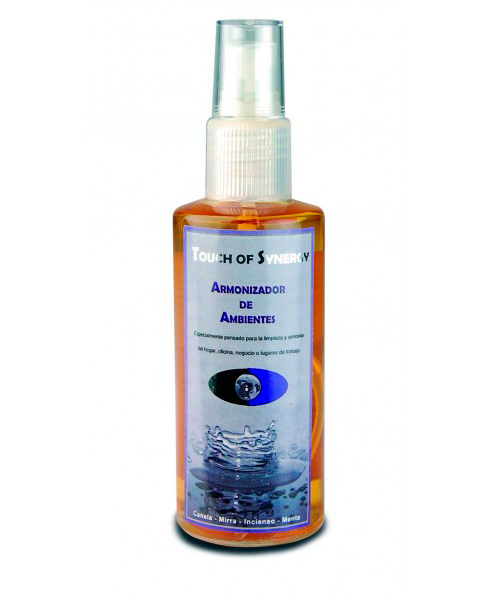 TOUCH OF SYNERGY
ARMONIZADOR
DE
AMBIENTES
Especialmente pensado para la limpieza y armonia
del hogar, oficina, negocio o lugares de trabajo
Canela - Mirra - Incienso - Menta